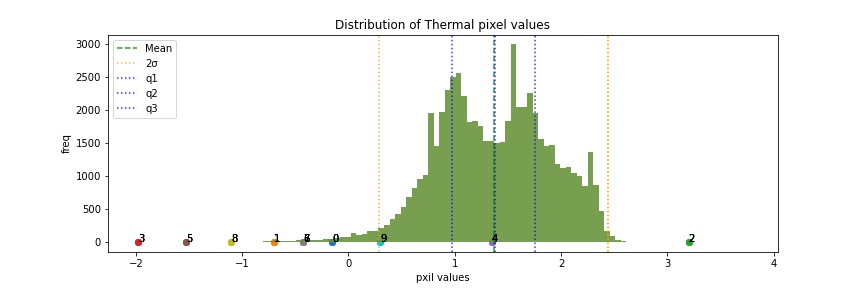 Distribution of Thermal pixel values
freq
3000
2500
2000
1500
1000
500
0
Mean
2σ
q1
q2
q3
3 5 8 1 0 9 4 2
−2 −1 0 1 2 3 4
pxil values